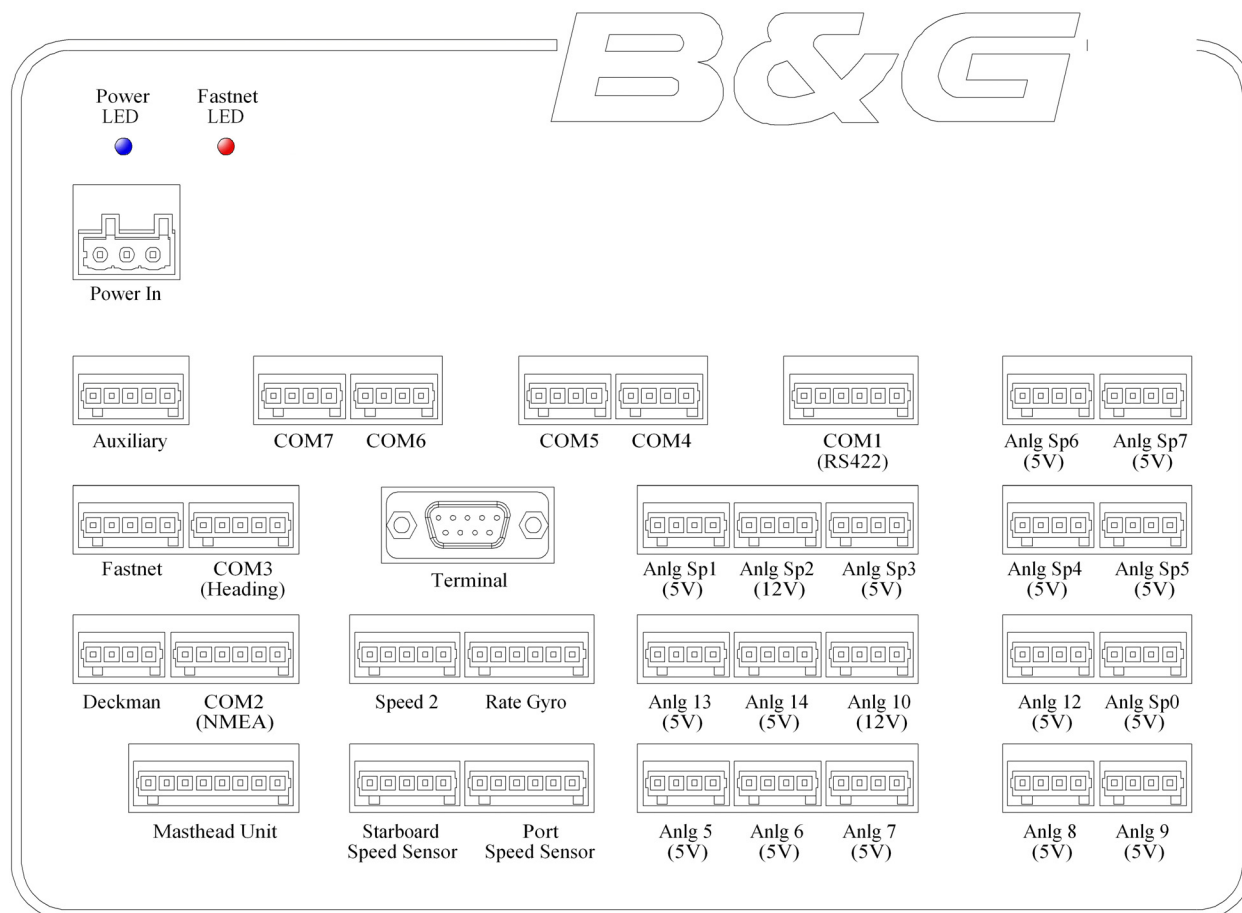 B&G
Power
LED
Fastnet
LED
Power In
Auxiliary
COM7
COM6
COM5
COM4
COM1
(RS422)
Anlg Sp6
(5V)
Anlg Sp7
(5V)
Fastnet
COM3
(Heading)
Terminal
Anlg Sp1
(5V)
Anlg Sp2
(12V)
Anlg Sp3
(5V)
Anlg Sp4
(5V)
Anlg Sp5
(5V)
Deckman
COM2
(NMEA)
Speed 2
Rate Gyro
Anlg 13
(5V)
Anlg 14
(5V)
Anlg 10
(12V)
Anlg 12
(5V)
Anlg Sp0
(5V)
Masthead Unit
Starboard
Speed Sensor
Port
Speed Sensor
Anlg 5
(5V)
Anlg 6
(5V)
Anlg 7
(5V)
Anlg 8
(5V)
Anlg 9
(5V)